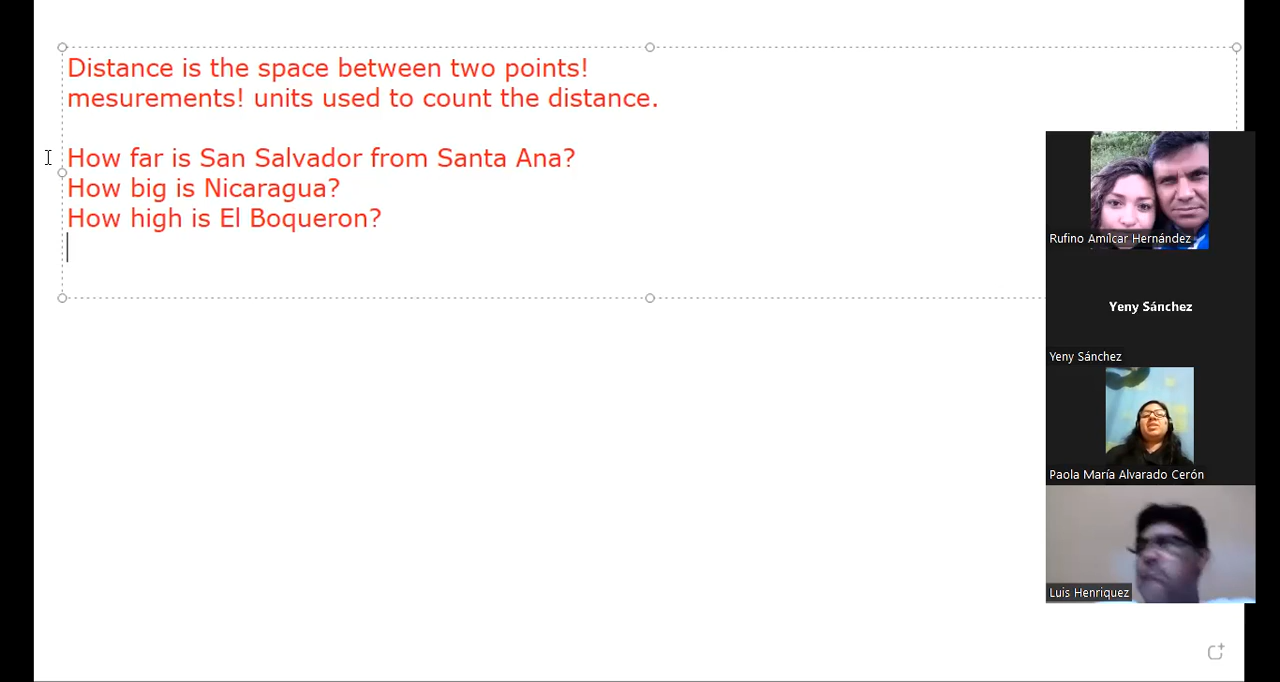 Distance is the space between two points!
mesurements! units used to count the distance.
How far is San Salvador from Santa Ana?
How big is Nicaragua?
How high is El Boqueron?
Rufino Amílcar Hernández
Yeny Sánchez
Yeny Sánchez
Paola María Alvarado Cerón
Luis Henriquez